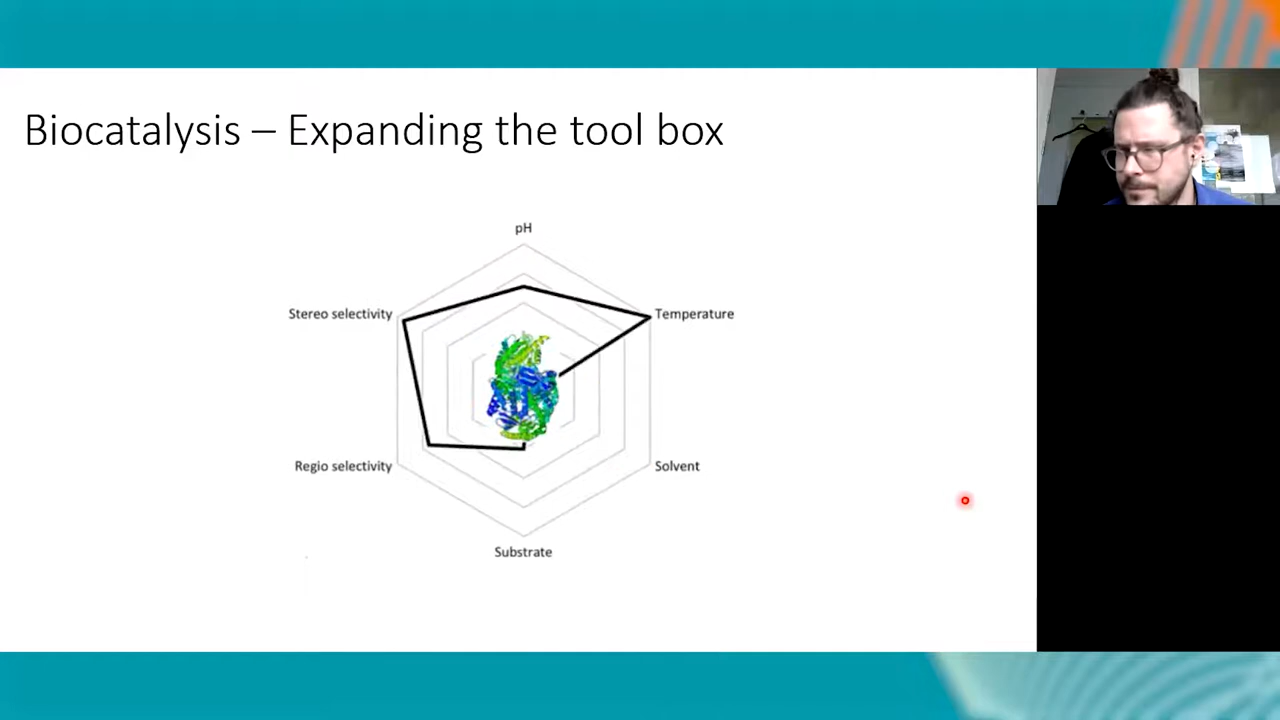 Biocatalysis – Expanding the tool box
pH
Stereo selectivity
Temperature
Regio selectivity
Solvent
Substrate